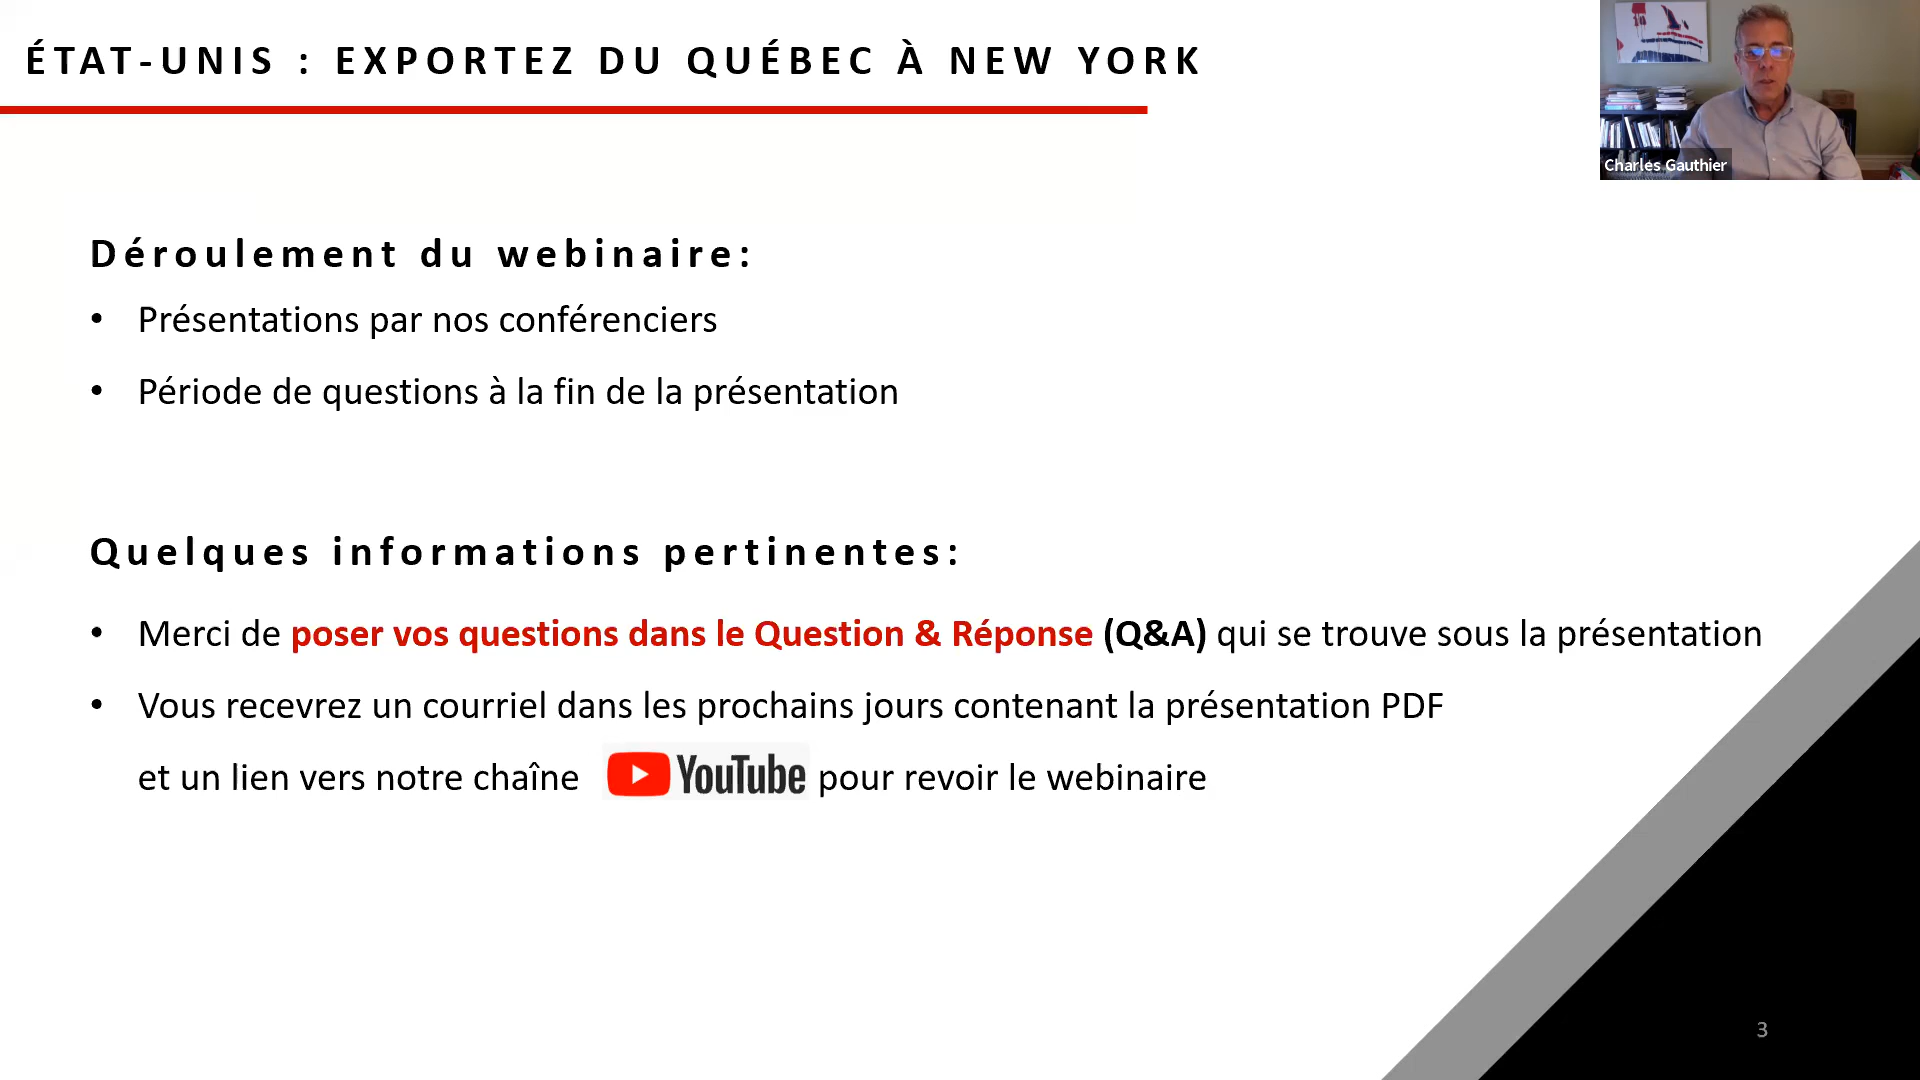 ÉTAT-UNIS : EXPORTEZ DU QUÉBEC À NEW YORK
Charles Gauthier
Déroulement du webinaire:
• Présentations par nos conférenciers
• Période de questions à la fin de la présentation
Quelques informations pertinentes:
• Merci de poser vos questions dans le Question & Réponse (Q&A) qui se trouve sous la présentation
• Vous recevrez un courriel dans les prochains jours contenant la présentation PDF
et un lien vers notre chaîne YouTube pour revoir le webinaire
3